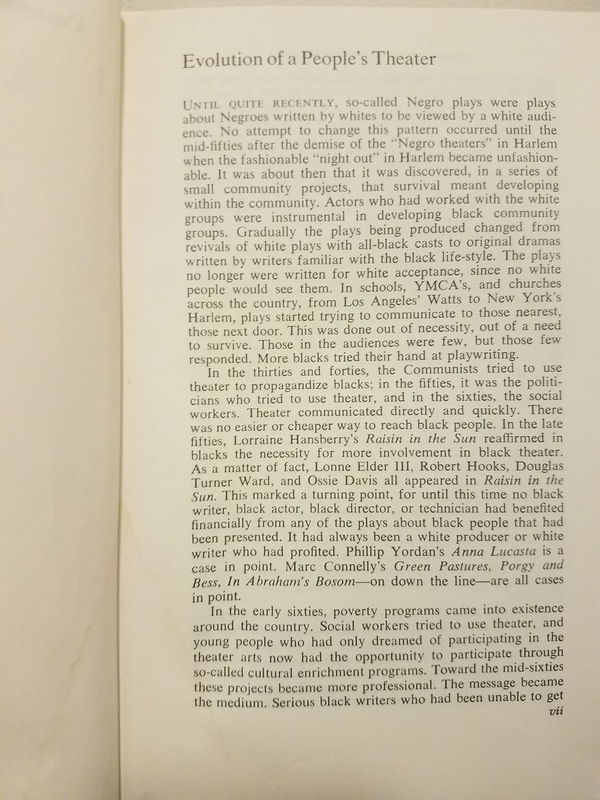 Evolution of a People's Theater
UNTIL QUITE RECENTLY, so-called Negro plays were plays
about Negroes written by whites to be viewed by a white audi-
ence. No attempt to change this pattern occurred until the
mid-fifties after the demise of the "Negro theaters" in Harlem
when the fashionable "night out" in Harlem became unfashion-
able. It was about then that it was discovered, in a series of
small community projects, that survival meant developing
within the community. Actors who had worked with the white
groups were instrumental in developing black community
groups. Gradually the plays being produced changed from
revivals of white plays with all-black casts to original dramas
written by writers familiar with the black life-style. The plays
no longer were written for white acceptance, since no white
people would see them. In schools, YMCA's, and churches
across the country, from Los Angeles' Watts to New York's
Harlem, plays started trying to communicate to those nearest,
those next door. This was done out of necessity, out of a need
to survive. Those in the audiences were few, but those few
responded. More blacks tried their hand at playwriting.
In the thirties and forties, the Communists tried to use
theater to propagandize blacks; in the fifties, it was the politi-
cians who tried to use theater, and in the sixties, the social
workers. Theater communicated directly and quickly. There
was no easier or cheaper way to reach black people. In the late
fifties, Lorraine Hansberry's Raisin in the Sun reaffirmed in
blacks the necessity for more involvement in black theater.
As a matter of fact, Lonne Elder III, Robert Hooks, Douglas
Turner Ward, and Ossie Davis all appeared in Raisin in the
Sun. This marked a turning point, for until this time no black
writer, black actor, black director, or technician had benefited
financially from any of the plays about black people that had
been presented. It had always been a white producer or white
writer who had profited. Phillip Yordan's Anna Lucasta is a
case in point. Marc Connelly's Green Pastures, Porgy and
Bess, In Abraham's Bosom—on down the line—are all cases
in point.
In the early sixties, poverty programs came into existence
around the country. Social workers tried to use theater, and
young people who had only dreamed of participating in the
theater arts now had the opportunity to participate through
so-called cultural enrichment programs. Toward the mid-sixties
these projects became more professional. The message became
the medium. Serious black writers who had been unable to get
vii